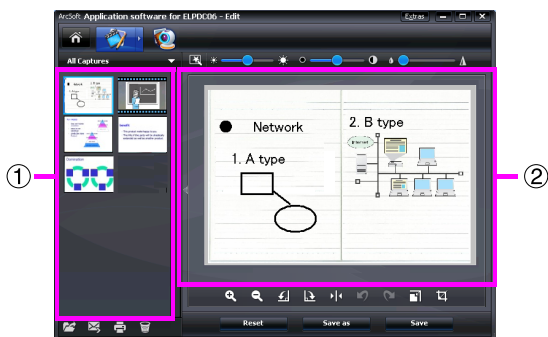 ArcSoft Application software for ELPDC06 - Edit
Extras
All Captures
Network
1. A type
2. B type
Internet
1
2
Reset
Save as
Save